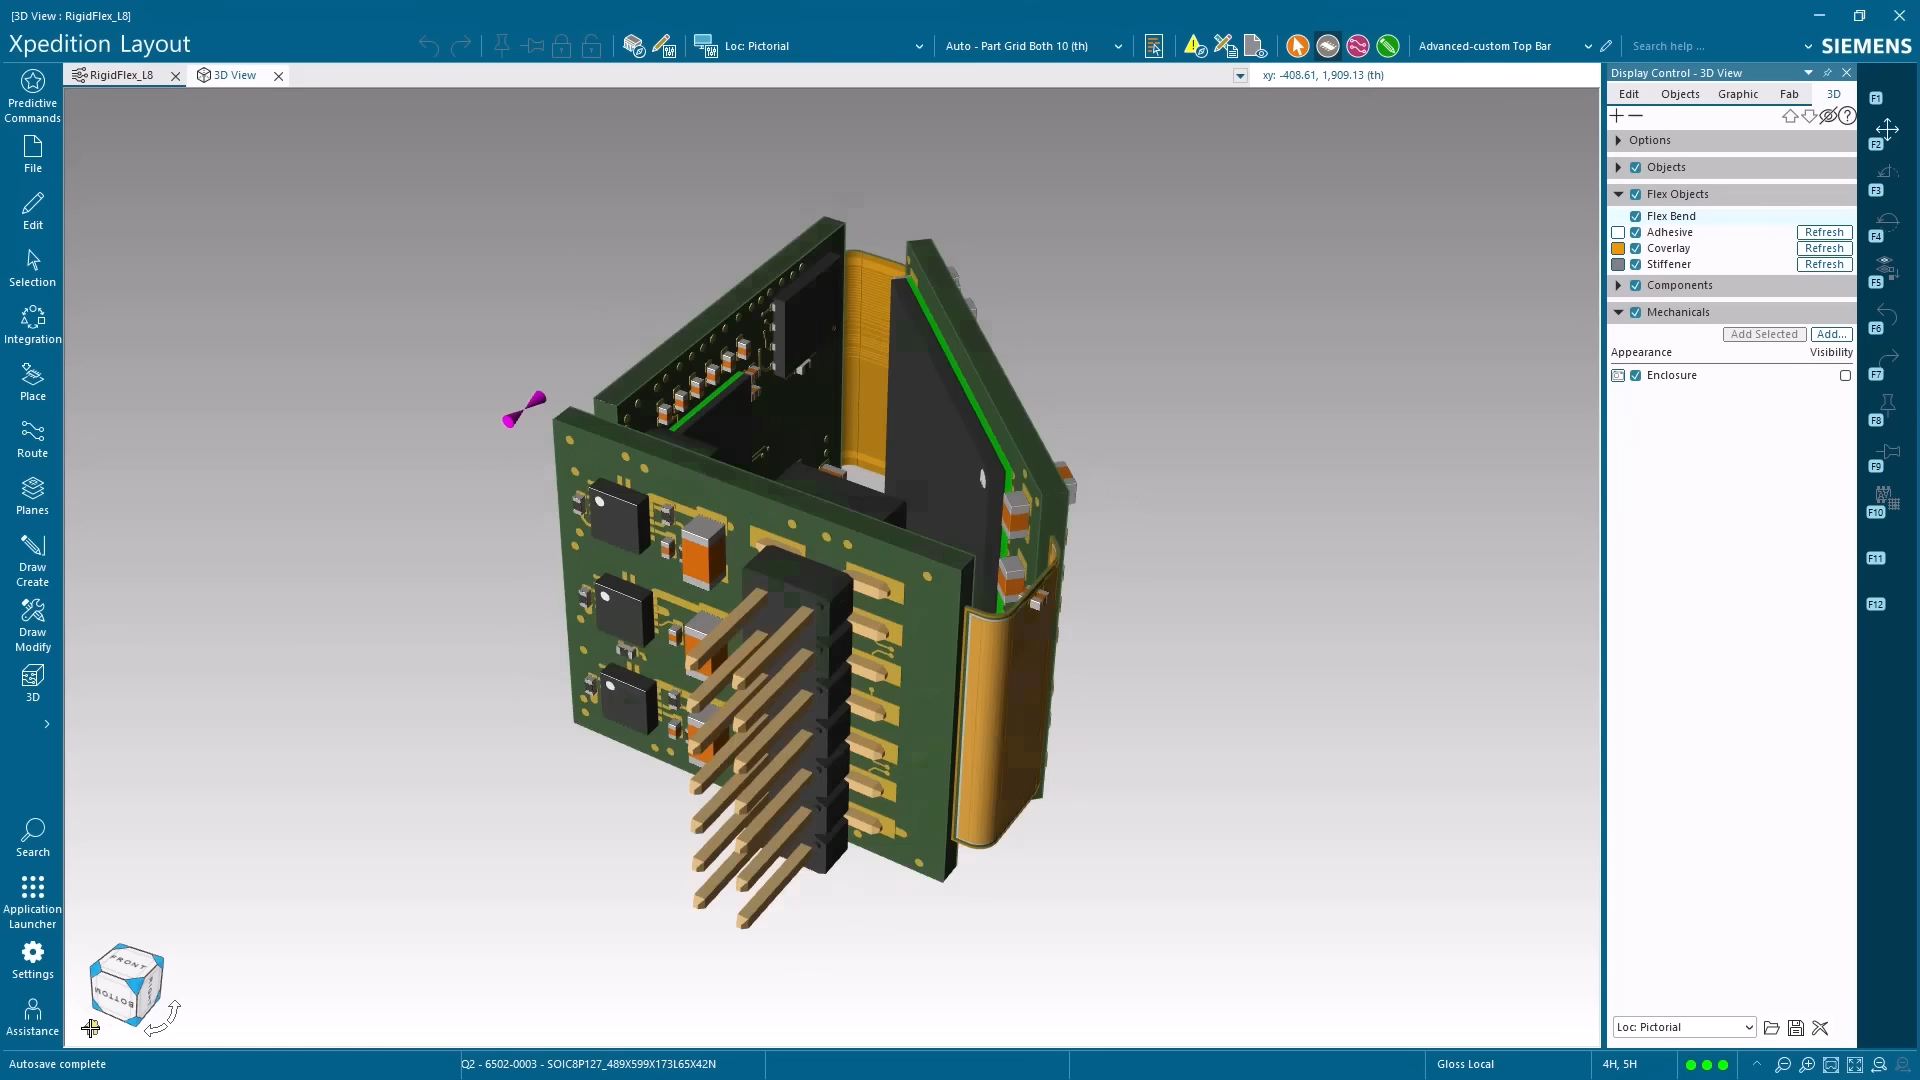 [3D View : RigidFlex_L8]
Xpedition Layout
Loc: Pictorial
Auto - Part Grid Both 10 (th)
Advanced-custom Top Bar
Search help ...
SIEMENS
RigidFlex_L8
3D View
xy: -408.61, 1,909.13 (th)
Predictive
Commands
File
Edit
Selection
Integration
Place
Route
Planes
Draw
Create
Draw
Modify
3D
Search
Application
Launcher
Settings
Assistance
FRONT
BOTTOM
RIGHT
Display Control - 3D View
Edit
Objects
Graphic
Fab
3D
Options
Objects
Flex Objects
Flex Bend
Adhesive
Refresh
Coverlay
Refresh
Stiffener
Refresh
Components
Mechanicals
Add Selected
Add...
Appearance
Visibility
Enclosure
Loc: Pictorial
F1
F2
F3
F4
F5
F6
F7
F8
F9
F10
F11
F12
Autosave complete
Q2 - 6502-0003 - SOIC8P127_489X599X173L65X42N
Gloss Local
4H, 5H